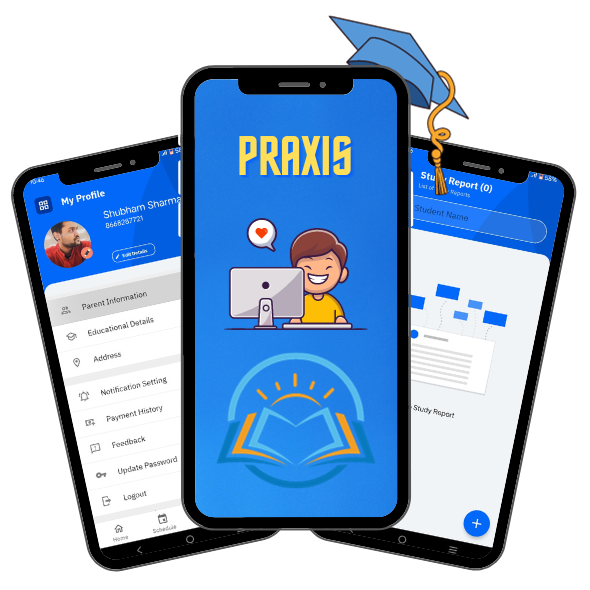 PRAXIS
10:46
My Profile
Shubham Sharma
8668267721
Edit Details
Parent Information
Educational Details
Address
Notification Setting
Payment History
Feedback
Update Password
Logout
Home
Schedule
58%
Study Report (0)
List of Reports
Student Name
Study Report